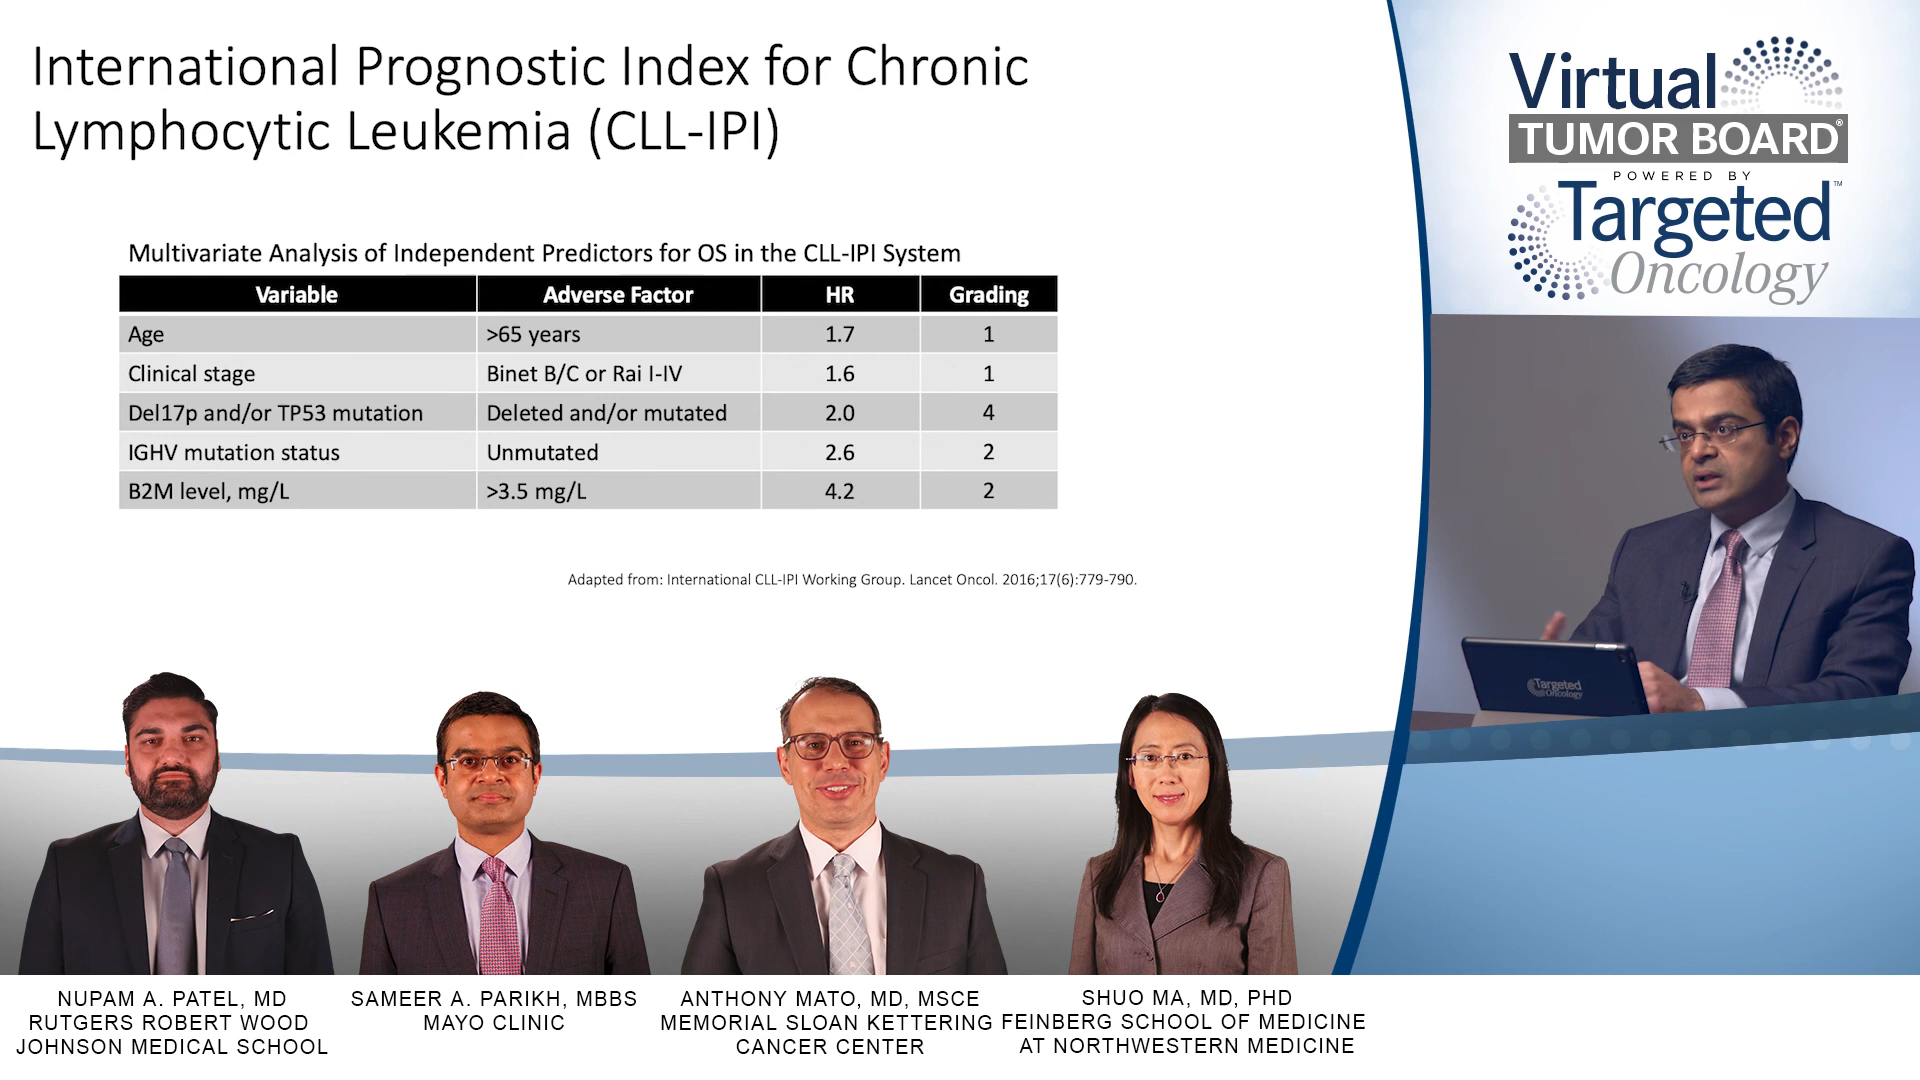 International Prognostic Index for Chronic
Lymphocytic Leukemia (CLL-IPI)
Multivariate Analysis of Independent Predictors for OS in the CLL-IPI System
Variable Adverse Factor HR Grading
Age >65 years 1.7 1
Clinical stage Binet B/C or Rai I-IV 1.6 1
Del17p and/or TP53 mutation Deleted and/or mutated 2.0 4
IGHV mutation status Unmutated 2.6 2
B2M level, mg/L >3.5 mg/L 4.2 2
Adapted from: International CLL-IPI Working Group. Lancet Oncol. 2016;17(6):779-790.
Virtual
TUMOR BOARD®
POWERED BY
Targeted™
Oncology
Targeted
Oncology
NUPAM A. PATEL, MD
RUTGERS ROBERT WOOD
JOHNSON MEDICAL SCHOOL
SAMEER A. PARIKH, MBBS
MAYO CLINIC
ANTHONY MATO, MD, MSCE
MEMORIAL SLOAN KETTERING
CANCER CENTER
SHUO MA, MD, PHD
FEINBERG SCHOOL OF MEDICINE
AT NORTHWESTERN MEDICINE